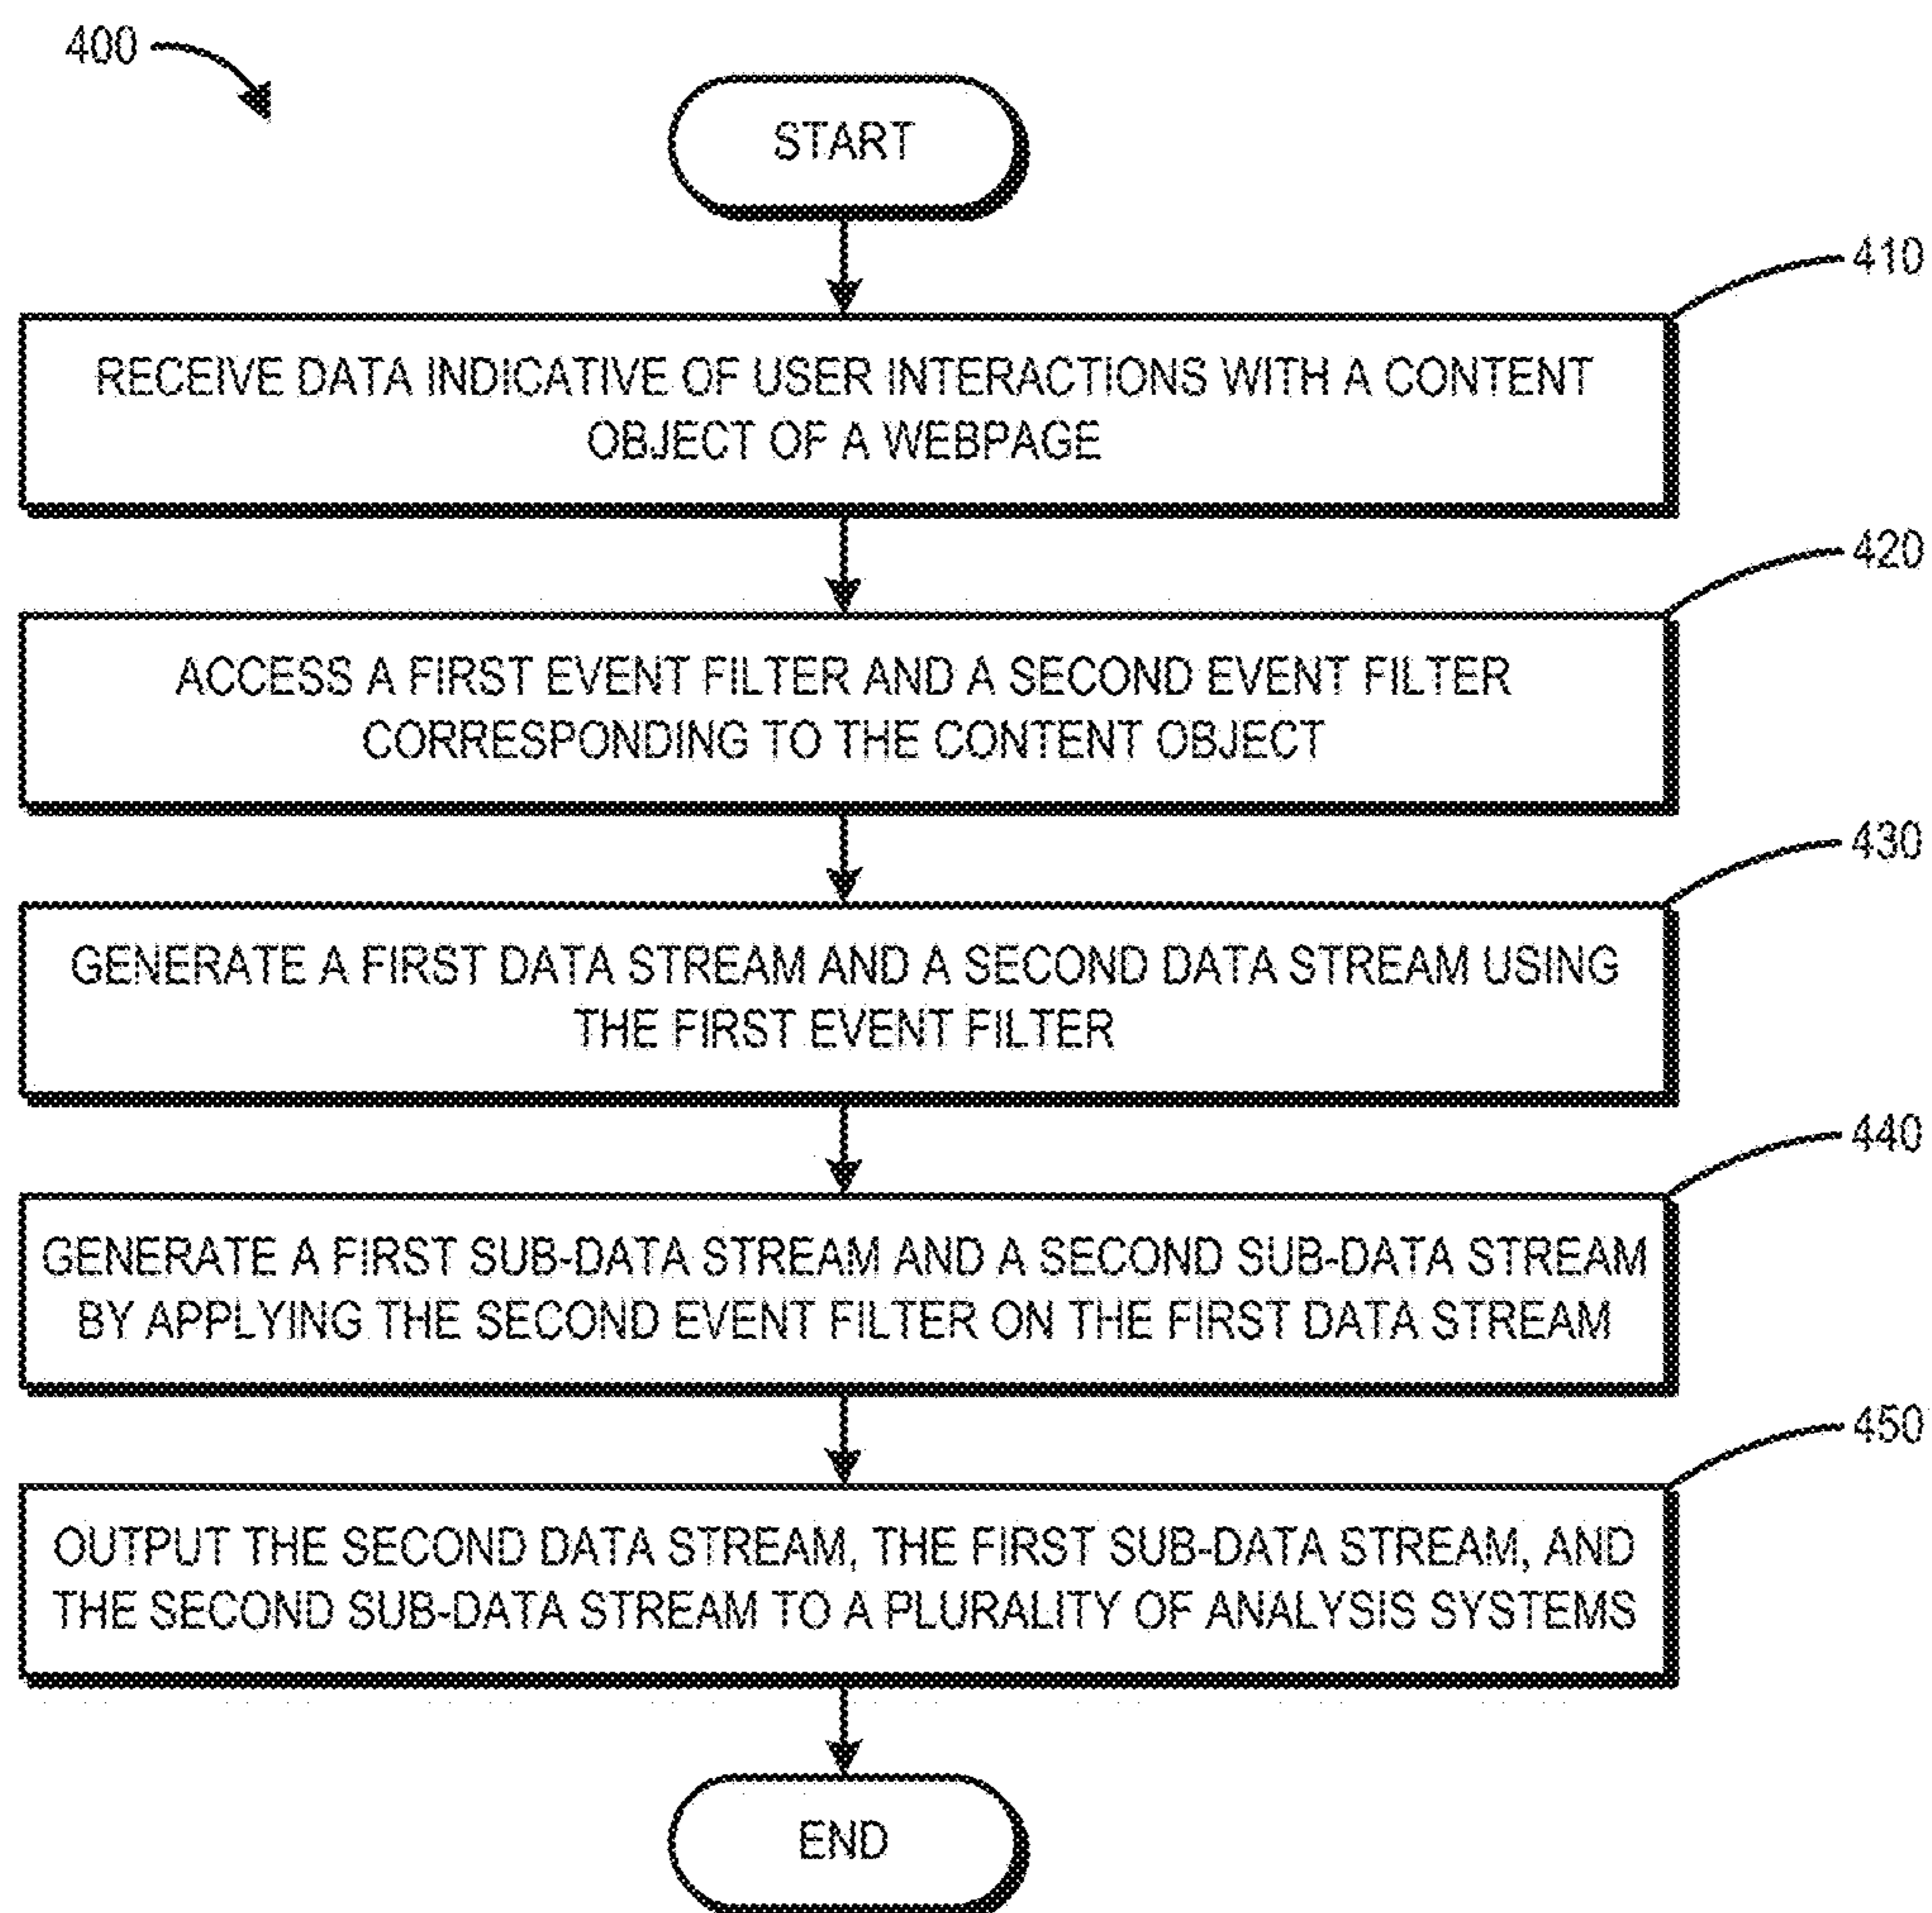 400
START
410
RECEIVE DATA INDICATIVE OF USER INTERACTIONS WITH A CONTENT
OBJECT OF A WEBPAGE
420
ACCESS A FIRST EVENT FILTER AND A SECOND EVENT FILTER
CORRESPONDING TO THE CONTENT OBJECT
430
GENERATE A FIRST DATA STREAM AND A SECOND DATA STREAM USING
THE FIRST EVENT FILTER
440
GENERATE A FIRST SUB-DATA STREAM AND A SECOND SUB-DATA STREAM
BY APPLYING THE SECOND EVENT FILTER ON THE FIRST DATA STREAM
450
OUTPUT THE SECOND DATA STREAM, THE FIRST SUB-DATA STREAM, AND
THE SECOND SUB-DATA STREAM TO A PLURALITY OF ANALYSIS SYSTEMS
END